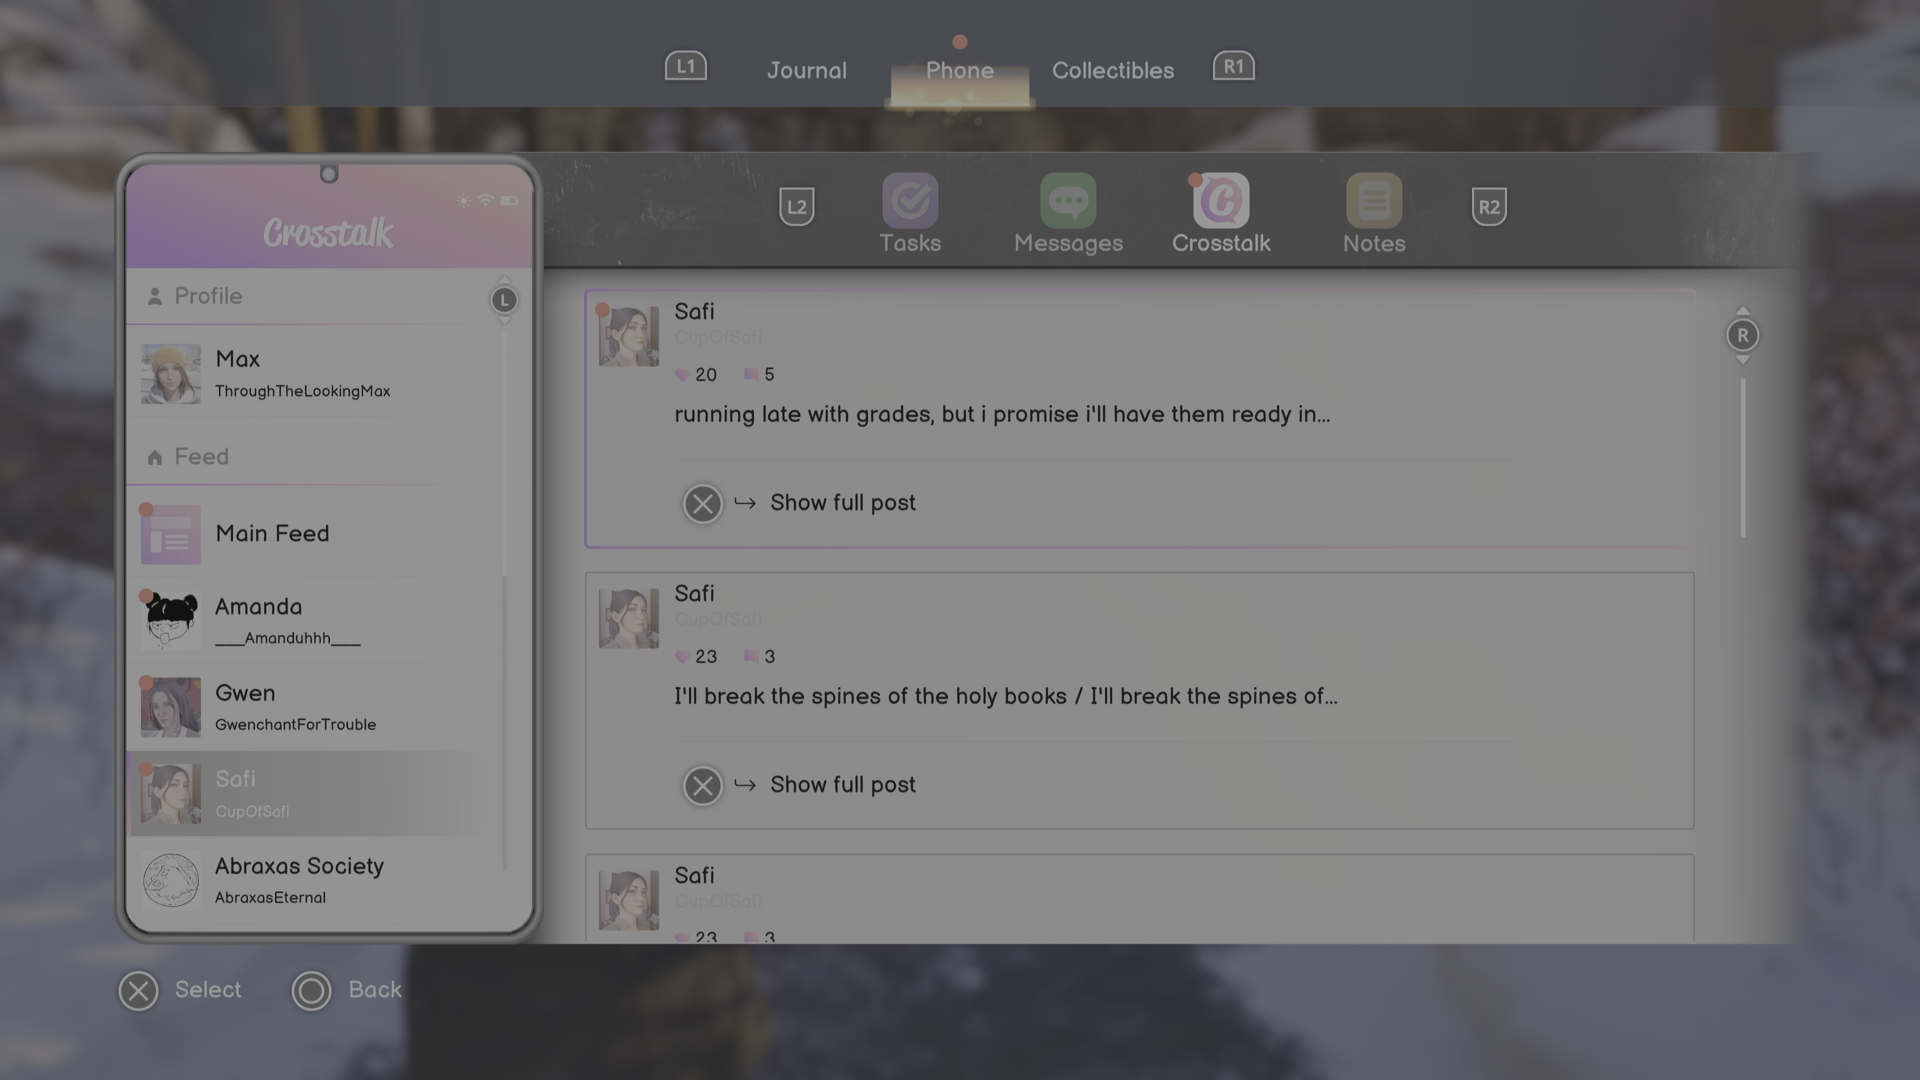 L1
Journal
Phone
Collectibles
R1
Crosstalk
L2
Tasks
Messages
Crosstalk
Notes
R2
Profile
L
Max
ThroughTheLookingMax
Feed
Main Feed
Amanda
___Amanduhhh___
Gwen
GwenchantForTrouble
Safi
CupOfSafi
Abraxas Society
AbraxasEternal
Safi
CupOfSafi
20 5
running late with grades, but i promise i'll have them ready in...
Show full post
R
Safi
CupOfSafi
23 3
I'll break the spines of the holy books / I'll break the spines of...
Show full post
Safi
CupOfSafi
23 3
Select
Back